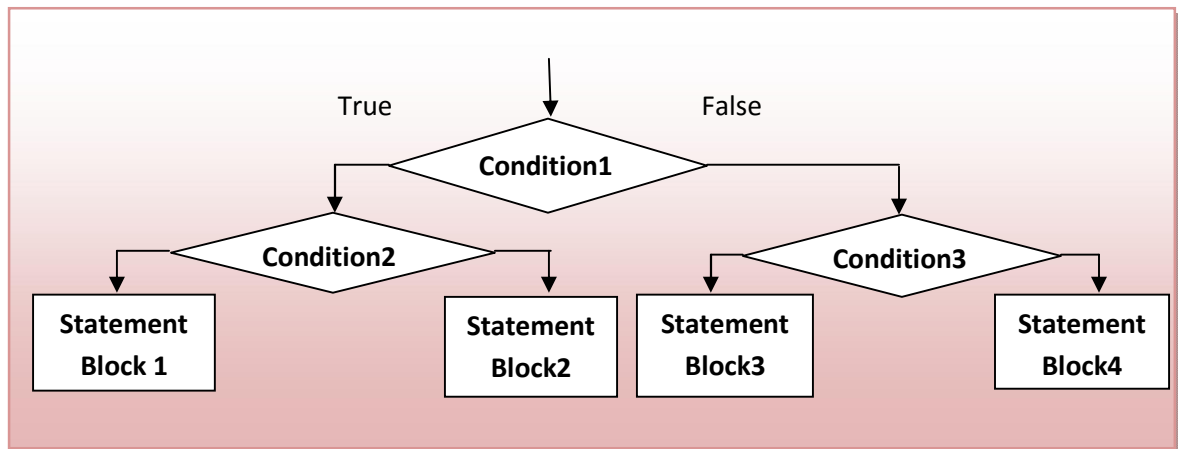 True
False
Condition1
Condition2
Condition3
Statement
Block 1
Statement
Block2
Statement
Block3
Statement
Block4